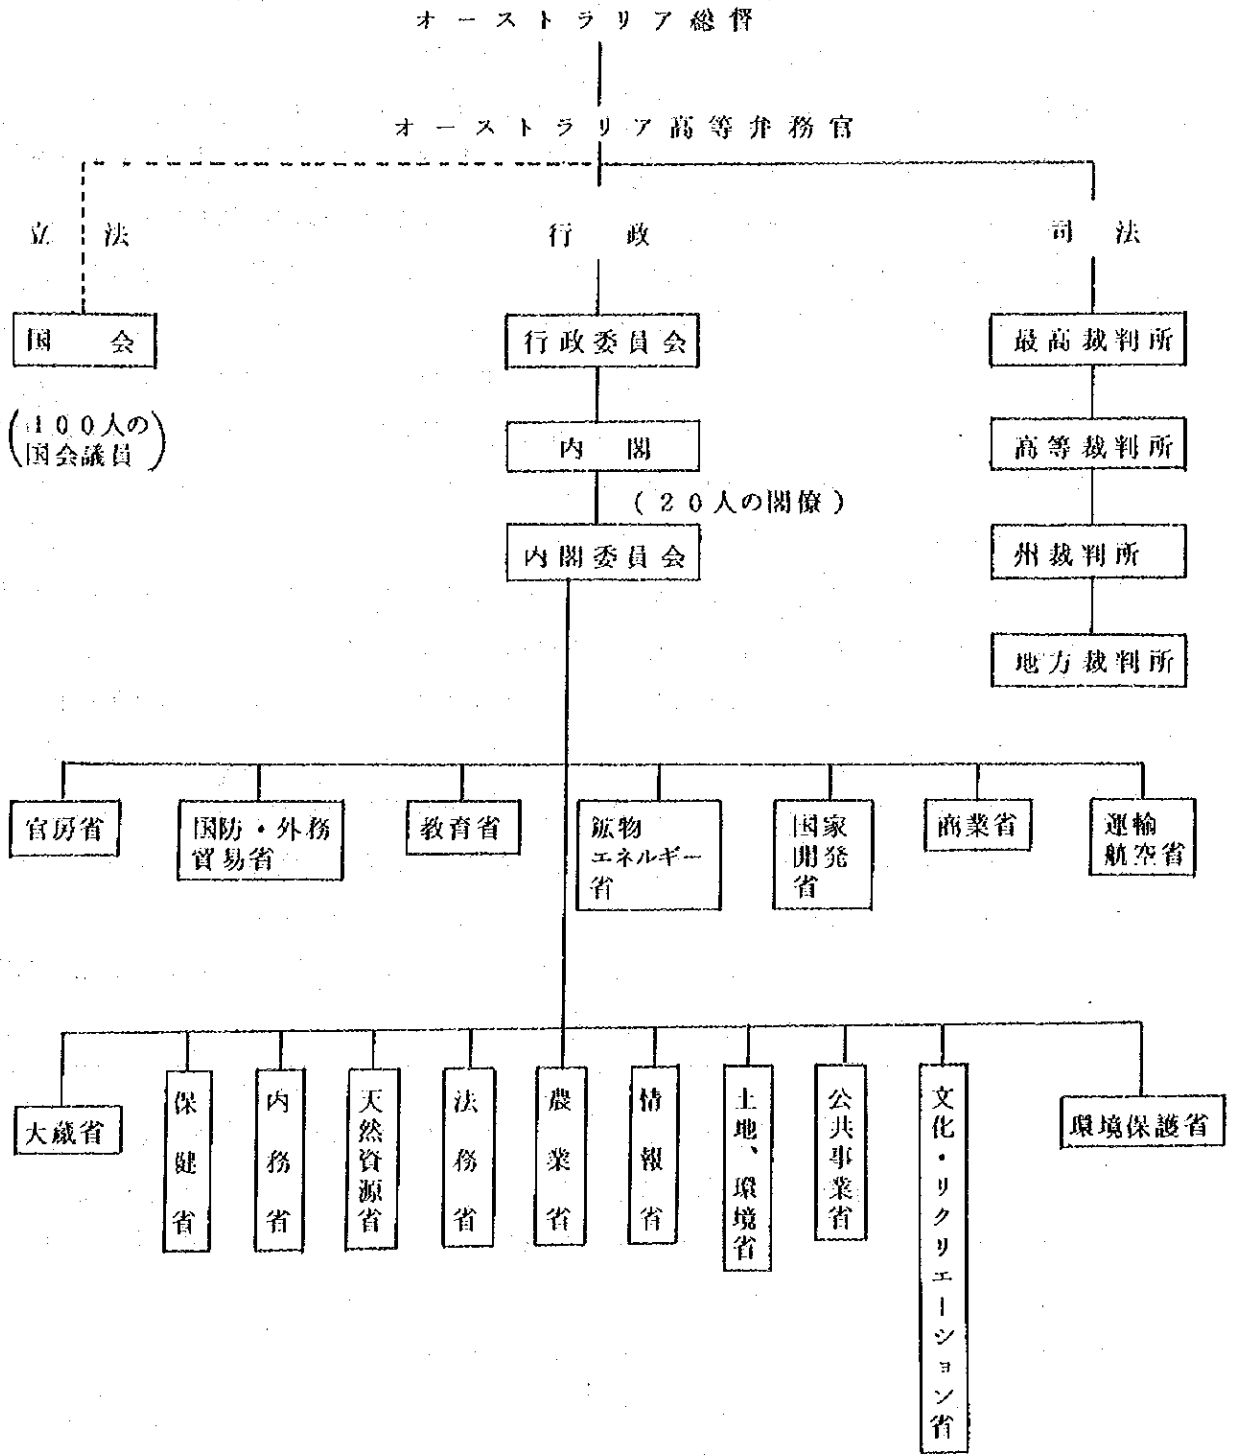 オーストラリア総督
オーストラリア高等弁務官
立法
行政
司法
国会
行政委員会
最高裁判所
(100人の
国会議員)
内閣
高等裁判所
(20人の閣僚)
内閣委員会
州裁判所
地方裁判所
官房省
国防・外務
貿易省
教育省
鉱物
エネルギー
省
国家
開発
省
商業省
運輸
航空省
大蔵省
保健省
内務省
天然資源省
法務省
農業省
情報省
土地、環境省
公共事業省
文化・リクリエーション省
環境保護省